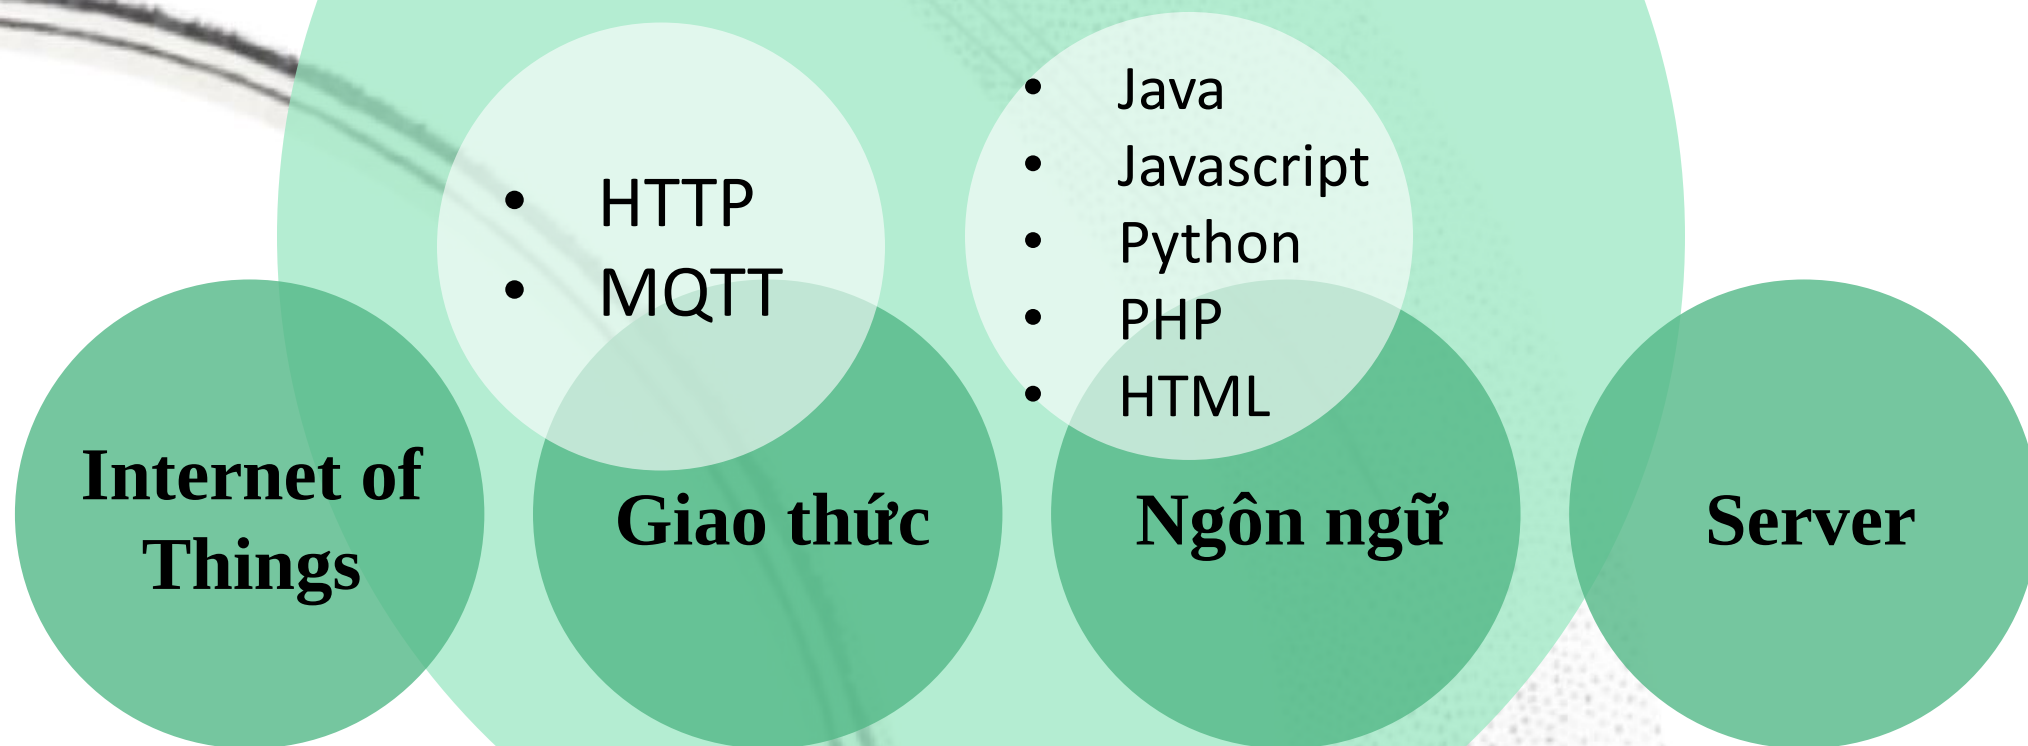 • HTTP
• MQTT
• Java
• Javascript
• Python
• PHP
• HTML
Internet of
Things
Giao thức
Ngôn ngữ
Server